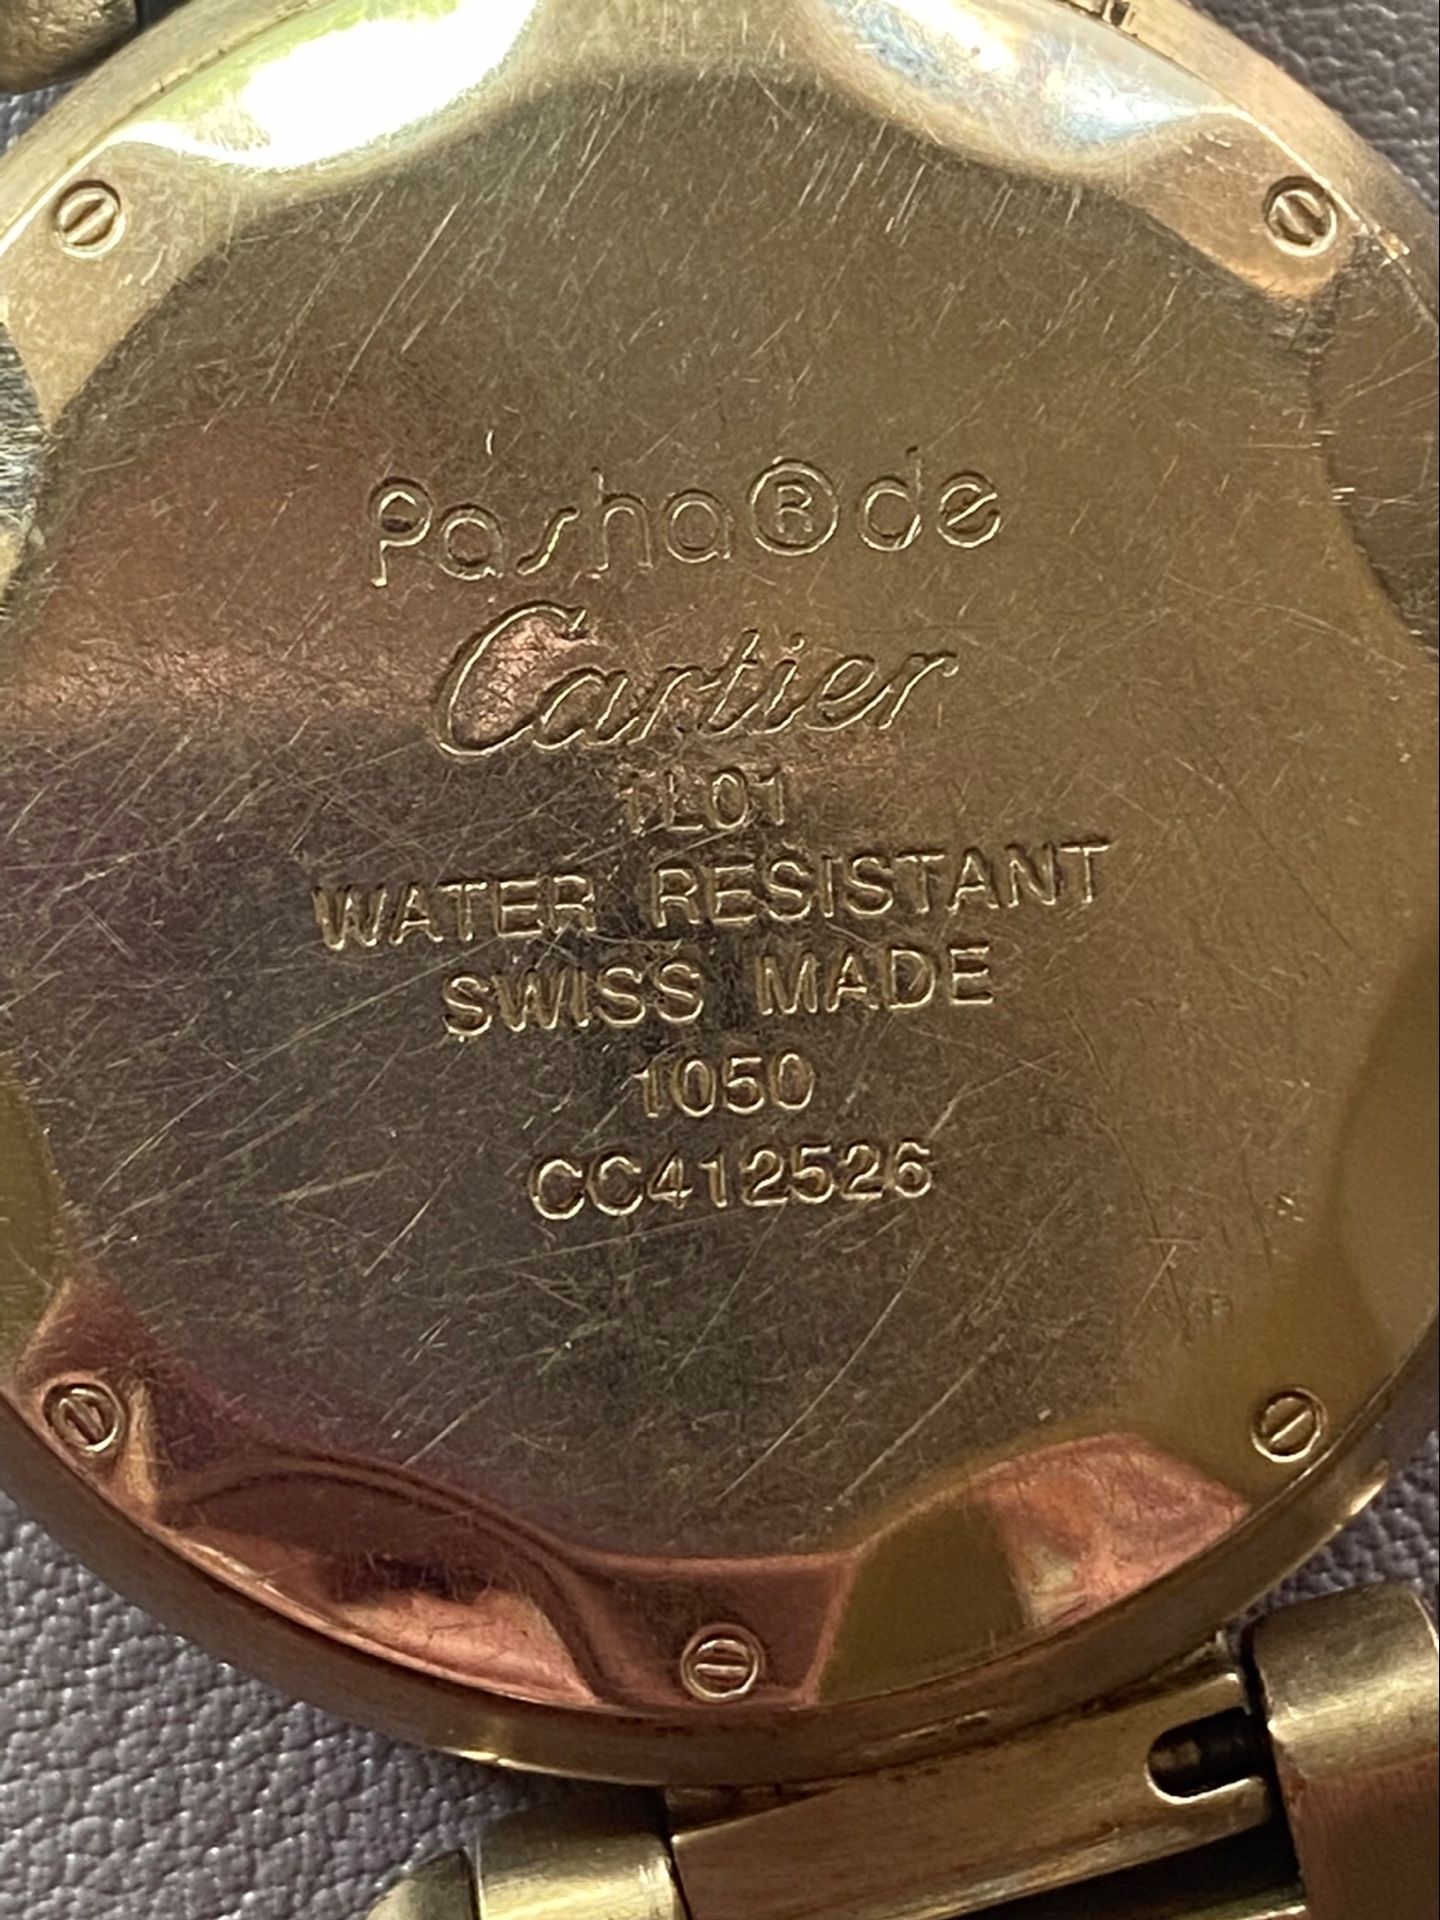 Pasha®de
Cartier
1L01
WATER RESISTANT
SWISS MADE
1050
CC412526